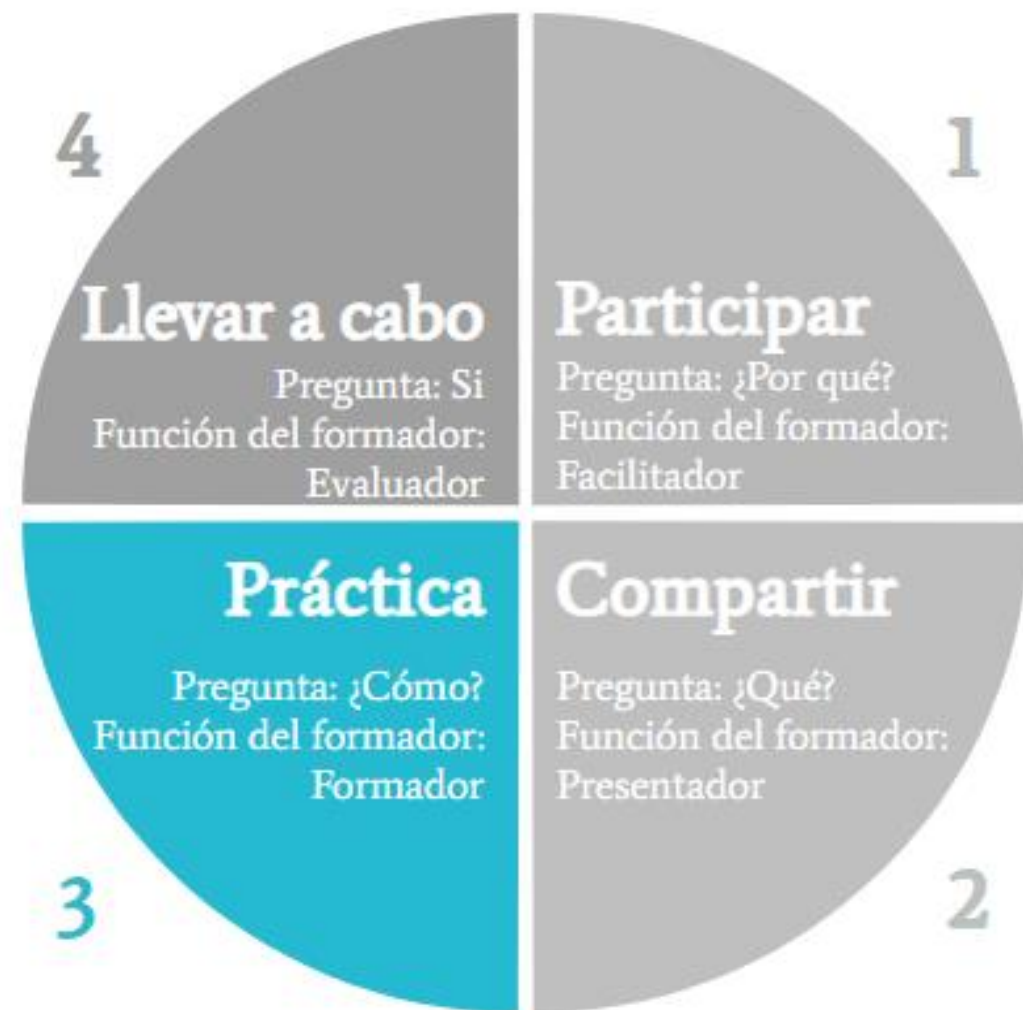 4
Llevar a cabo
Pregunta: Si
Función del formador:
Evaluador
1
Participar
Pregunta: ¿Por qué?
Función del formador:
Facilitador
Práctica
Pregunta: ¿Cómo?
Función del formador:
Formador
3
Compartir
Pregunta: ¿Qué?
Función del formador:
Presentador
2